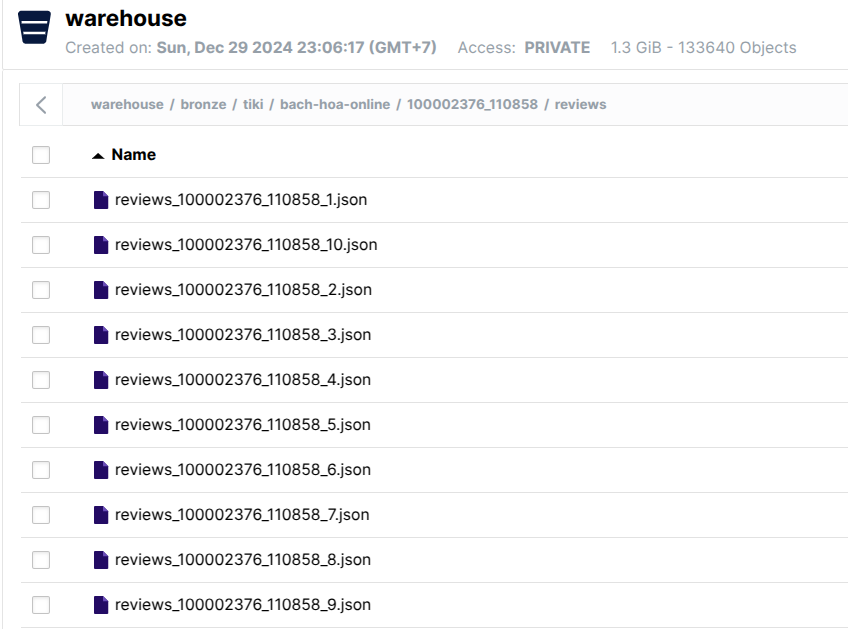 warehouse
Created on: Sun, Dec 29 2024 23:06:17 (GMT+7) Access: PRIVATE 1.3 GiB - 133640 Objects
warehouse / bronze / tiki / bach-hoa-online / 100002376_110858 / reviews
Name
reviews_100002376_110858_1.json
reviews_100002376_110858_10.json
reviews_100002376_110858_2.json
reviews_100002376_110858_3.json
reviews_100002376_110858_4.json
reviews_100002376_110858_5.json
reviews_100002376_110858_6.json
reviews_100002376_110858_7.json
reviews_100002376_110858_8.json
reviews_100002376_110858_9.json